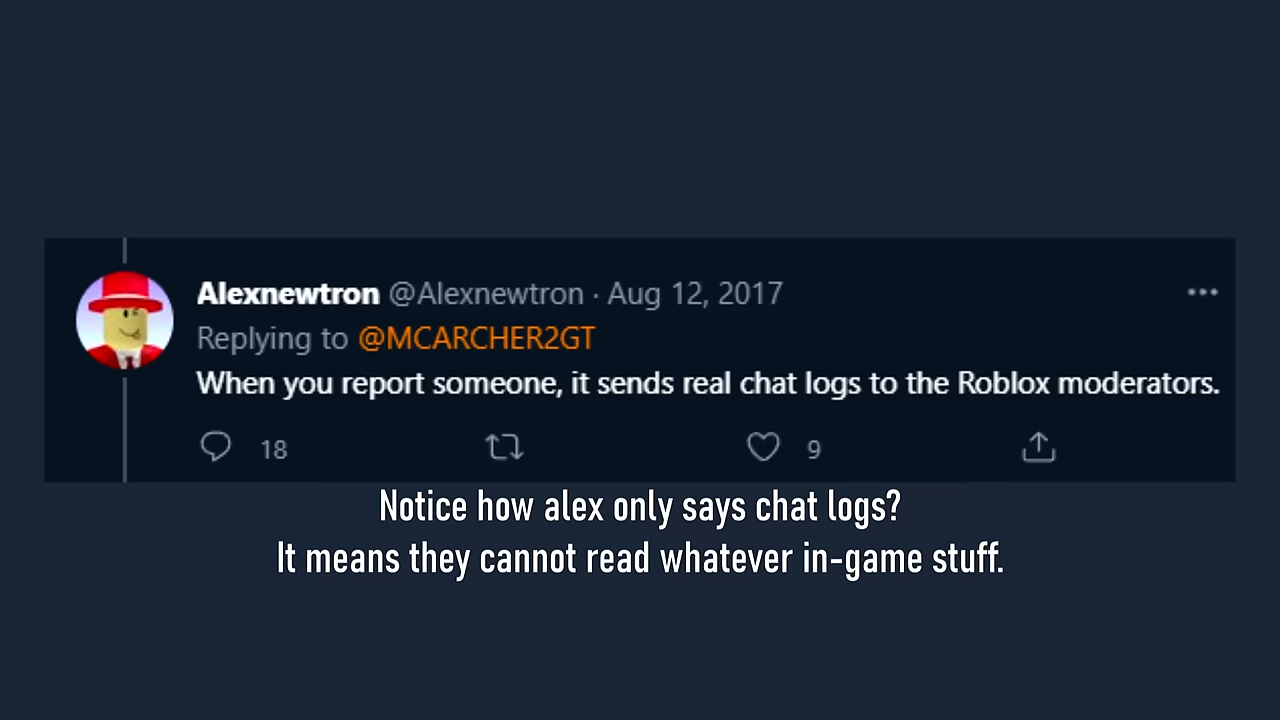 Alexnewtron @Alexnewtron · Aug 12, 2017
Replying to @MCARCHER2GT
When you report someone, it sends real chat logs to the Roblox moderators.
18 9
Notice how alex only says chat logs?
It means they cannot read whatever in-game stuff.